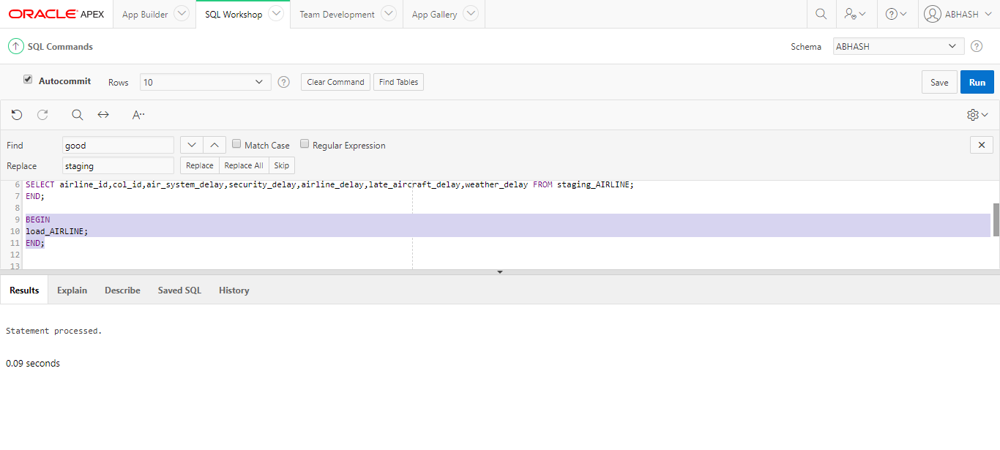 ORACLE APEX App Builder SQL Workshop Team Development App Gallery ABHASH
SQL Commands Schema ABHASH
Autocommit Rows 10 Clear Command Find Tables Save Run
Find good Match Case Regular Expression
Replace staging Replace Replace All Skip
6 SELECT airline_id,col_id,air_system_delay,security_delay,airline_delay,late_aircraft_delay,weather_delay FROM staging_AIRLINE;
7 END;
8
9 BEGIN
10 load_AIRLINE;
11 END;
12
13
Results Explain Describe Saved SQL History
Statement processed.
0.09 seconds